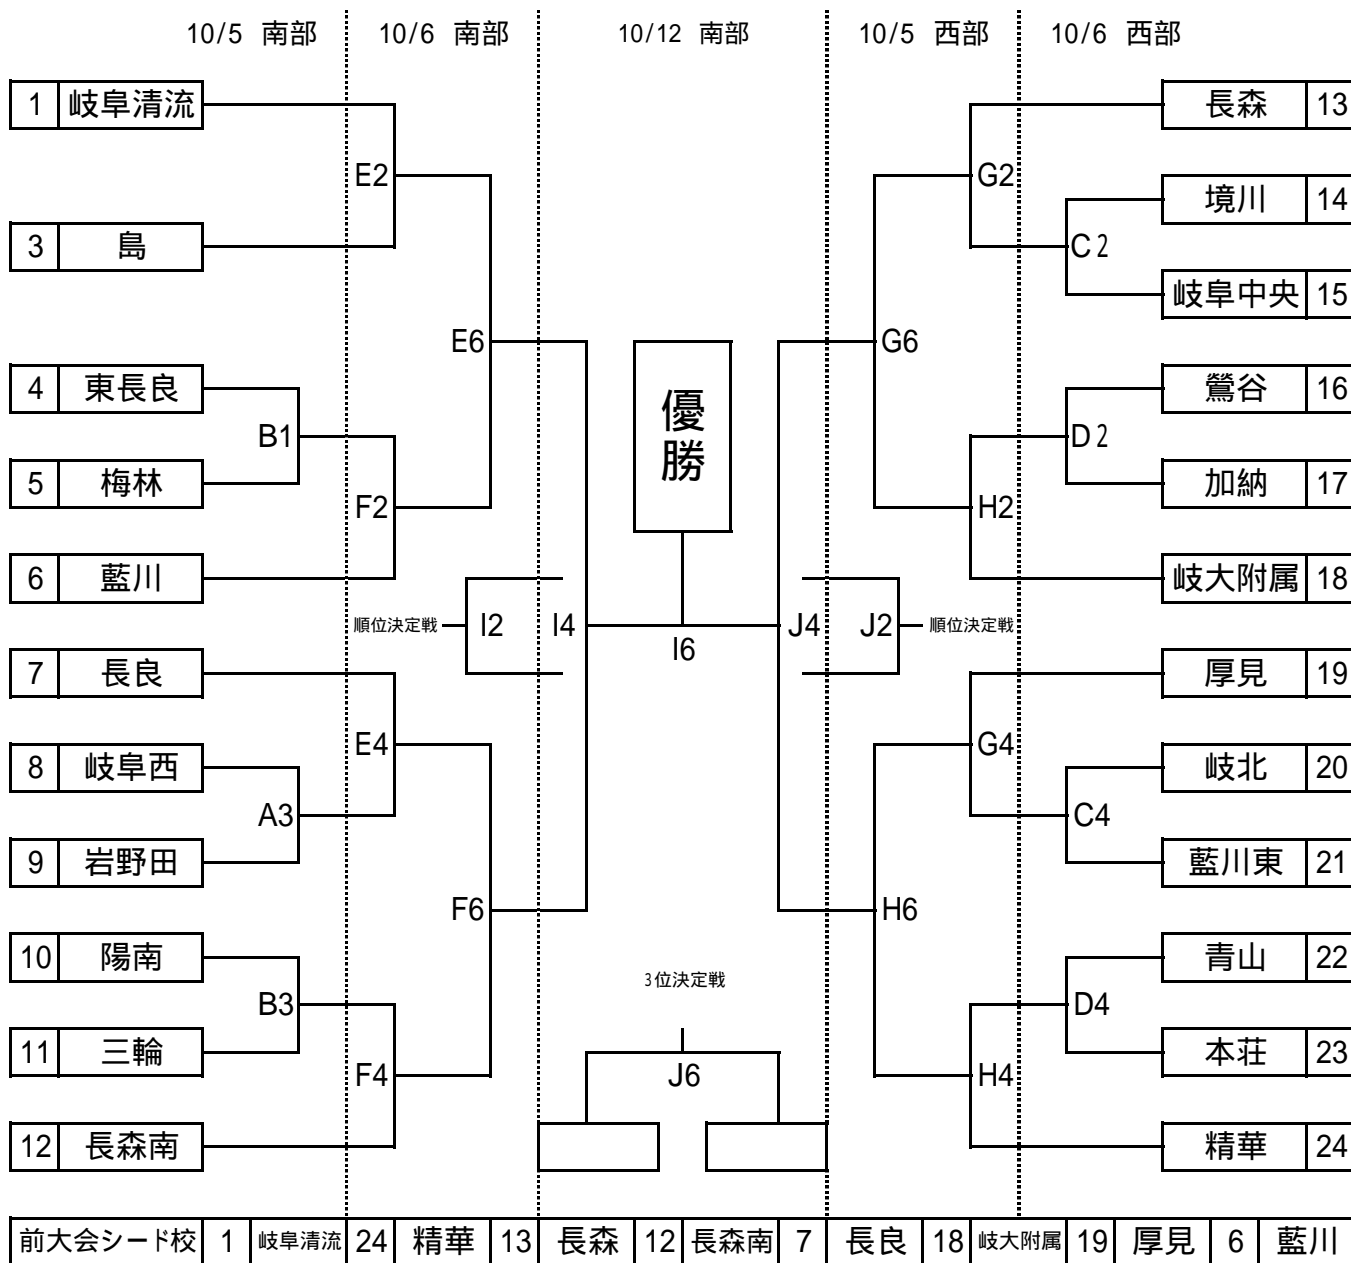 10/5 南部 10/6 南部 10/12 南部 10/5 西部 10/6 西部
1 岐阜清流 長森 13
E2 G2
境川 14
3 島 C2
岐阜中央 15
E6 G6
4 東長良 優勝 鶯谷 16
B1 D2
5 梅林 加納 17
F2 H2
6 藍川 岐大附属 18
順位決定戦 I2 I4 I6 J4 J2 順位決定戦
7 長良 厚見 19
E4 G4
8 岐阜西 岐北 20
A3 C4
9 岩野田 藍川東 21
F6 H6
10 陽南 青山 22
3位決定戦
B3 D4
11 三輪 本荘 23
F4 J6 H4
12 長森南 精華 24
前大会シード校 1 岐阜清流 24 精華 13 長森 12 長森南 7 長良 18 岐大附属 19 厚見 6 藍川